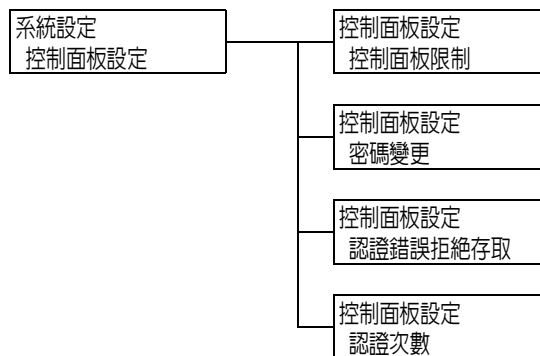 系統設定
控制面板設定
控制面板設定
控制面板限制
控制面板設定
密碼變更
控制面板設定
認證錯誤拒絕存取
控制面板設定
認證次數